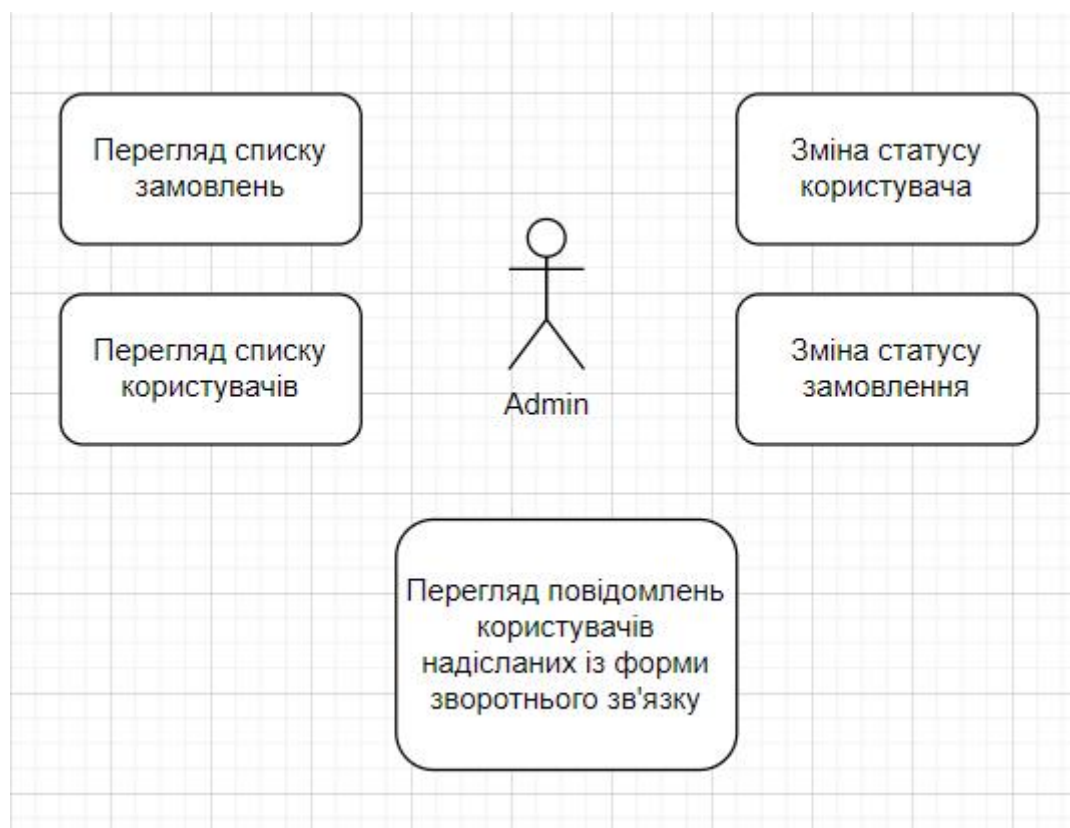 Перегляд списку
замовлень
Зміна статусу
користувача
Перегляд списку
користувачів
Admin
Зміна статусу
замовлення
Перегляд повідомлень
користувачів
надісланих із форми
зворотнього зв'язку